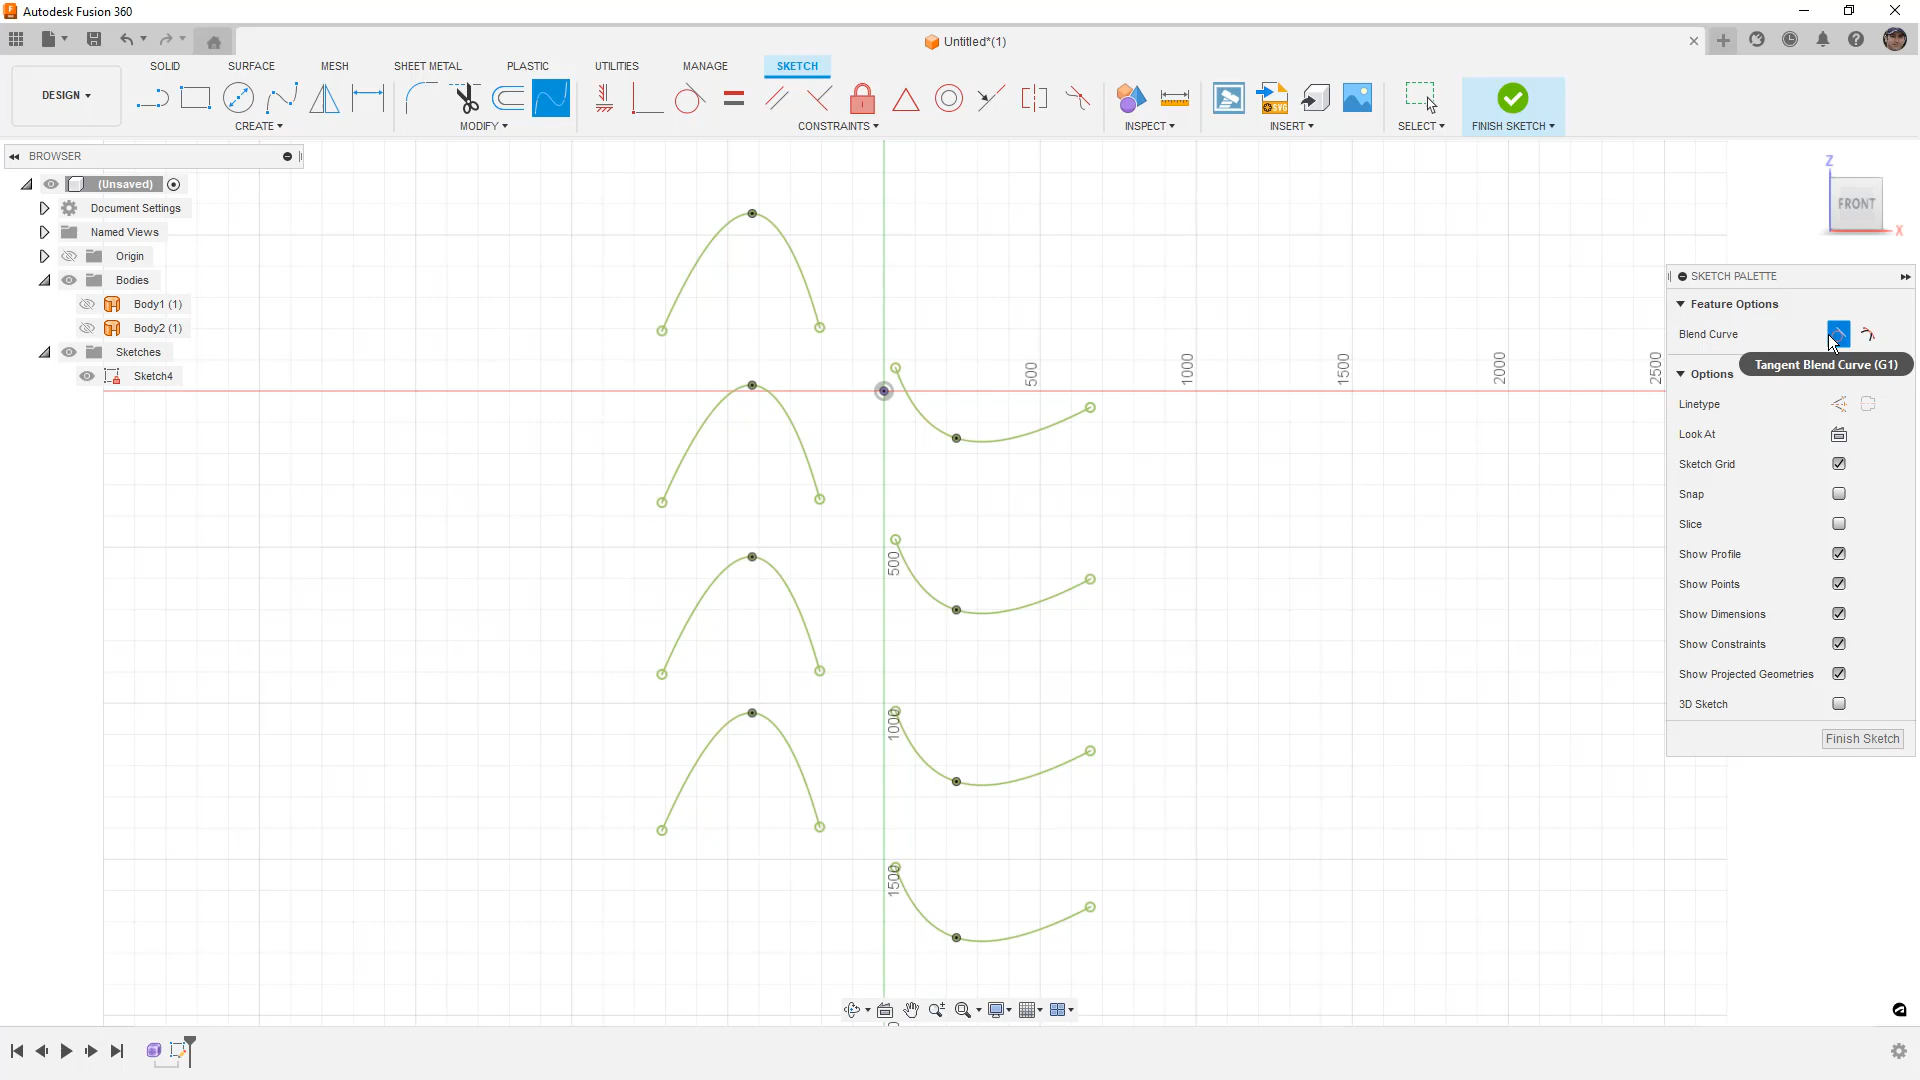 Autodesk Fusion 360
Untitled*(1)
SOLID
SURFACE
MESH
SHEET METAL
PLASTIC
UTILITIES
MANAGE
SKETCH
DESIGN
CREATE
MODIFY
CONSTRAINTS
INSPECT
INSERT
SELECT
FINISH SKETCH
SVG
BROWSER
(Unsaved)
Document Settings
Named Views
Origin
Bodies
Body1 (1)
Body2 (1)
Sketches
Sketch4
Z
FRONT
X
500
1000
1500
2000
2500
500
1000
1500
SKETCH PALETTE
Feature Options
Blend Curve
Tangent Blend Curve (G1)
Options
Linetype
Look At
Sketch Grid
Snap
Slice
Show Profile
Show Points
Show Dimensions
Show Constraints
Show Projected Geometries
3D Sketch
Finish Sketch